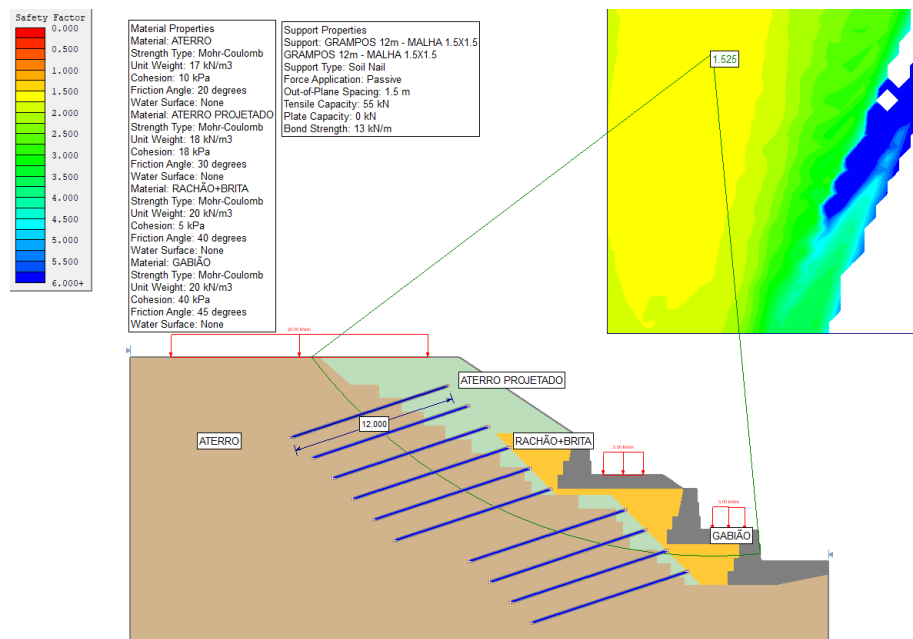 Safety Factor
0.000
0.500
1.000
1.500
2.000
2.500
3.000
3.500
4.000
4.500
5.000
5.500
6.000+
Material Properties
Material: ATERRO
Strength Type: Mohr-Coulomb
Unit Weight: 17 kN/m3
Cohesion: 10 kPa
Friction Angle: 20 degrees
Water Surface: None
Material: ATERRO PROJETADO
Strength Type: Mohr-Coulomb
Unit Weight: 18 kN/m3
Cohesion: 18 kPa
Friction Angle: 30 degrees
Water Surface: None
Material: RACHÃO+BRITA
Strength Type: Mohr-Coulomb
Unit Weight: 20 kN/m3
Cohesion: 5 kPa
Friction Angle: 40 degrees
Water Surface: None
Material: GABIÃO
Strength Type: Mohr-Coulomb
Unit Weight: 20 kN/m3
Cohesion: 40 kPa
Friction Angle: 45 degrees
Water Surface: None
Support Properties
Support: GRAMPOS 12m - MALHA 1.5X1.5
GRAMPOS 12m - MALHA 1.5X1.5
Support Type: Soil Nail
Force Application: Passive
Out-of-Plane Spacing: 1.5 m
Tensile Capacity: 55 kN
Plate Capacity: 0 kN
Bond Strength: 13 kN/m
1.525
20.00 kN/m
ATERRO PROJETADO
12.000
ATERRO
RACHÃO+BRITA
GABIÃO